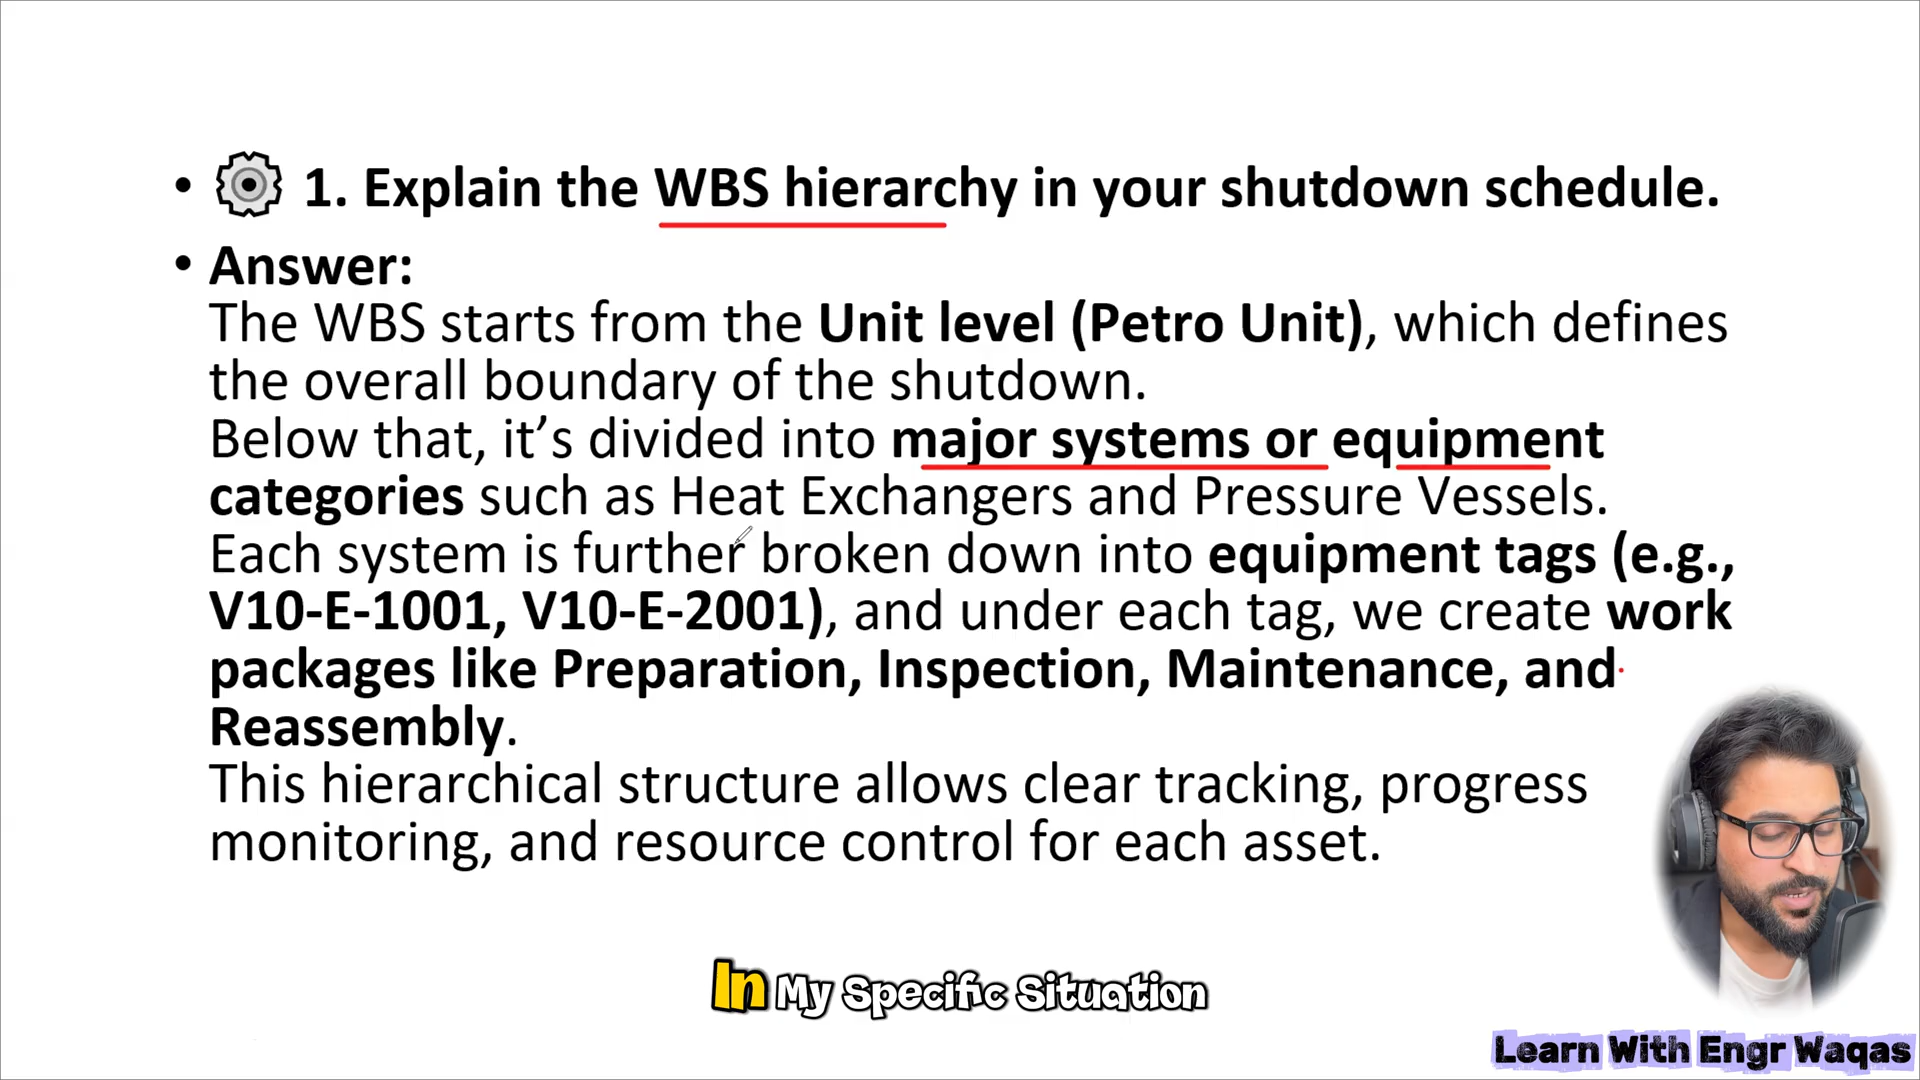 • 1. Explain the WBS hierarchy in your shutdown schedule.
• Answer:
The WBS starts from the Unit level (Petro Unit), which defines
the overall boundary of the shutdown.
Below that, it’s divided into major systems or equipment
categories such as Heat Exchangers and Pressure Vessels.
Each system is further broken down into equipment tags (e.g.,
V10-E-1001, V10-E-2001), and under each tag, we create work
packages like Preparation, Inspection, Maintenance, and
Reassembly.
This hierarchical structure allows clear tracking, progress
monitoring, and resource control for each asset.
In My Specific Situation
Learn With Engr Waqas